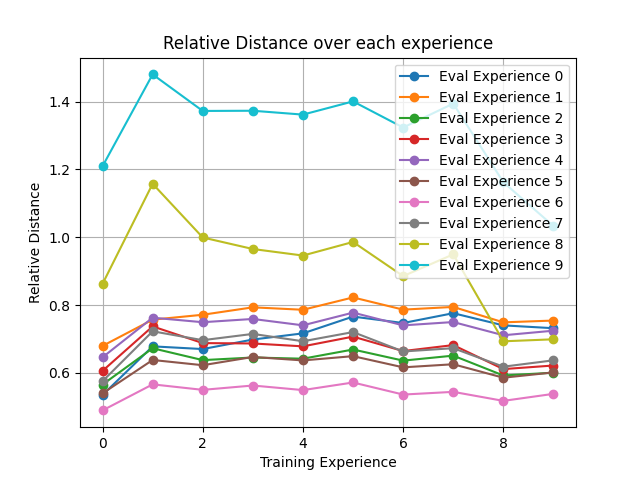 Relative Distance over each experience
Relative Distance
1.4
1.2
1.0
0.8
0.6
0
2
4
6
8
Training Experience
Eval Experience 0
Eval Experience 1
Eval Experience 2
Eval Experience 3
Eval Experience 4
Eval Experience 5
Eval Experience 6
Eval Experience 7
Eval Experience 8
Eval Experience 9